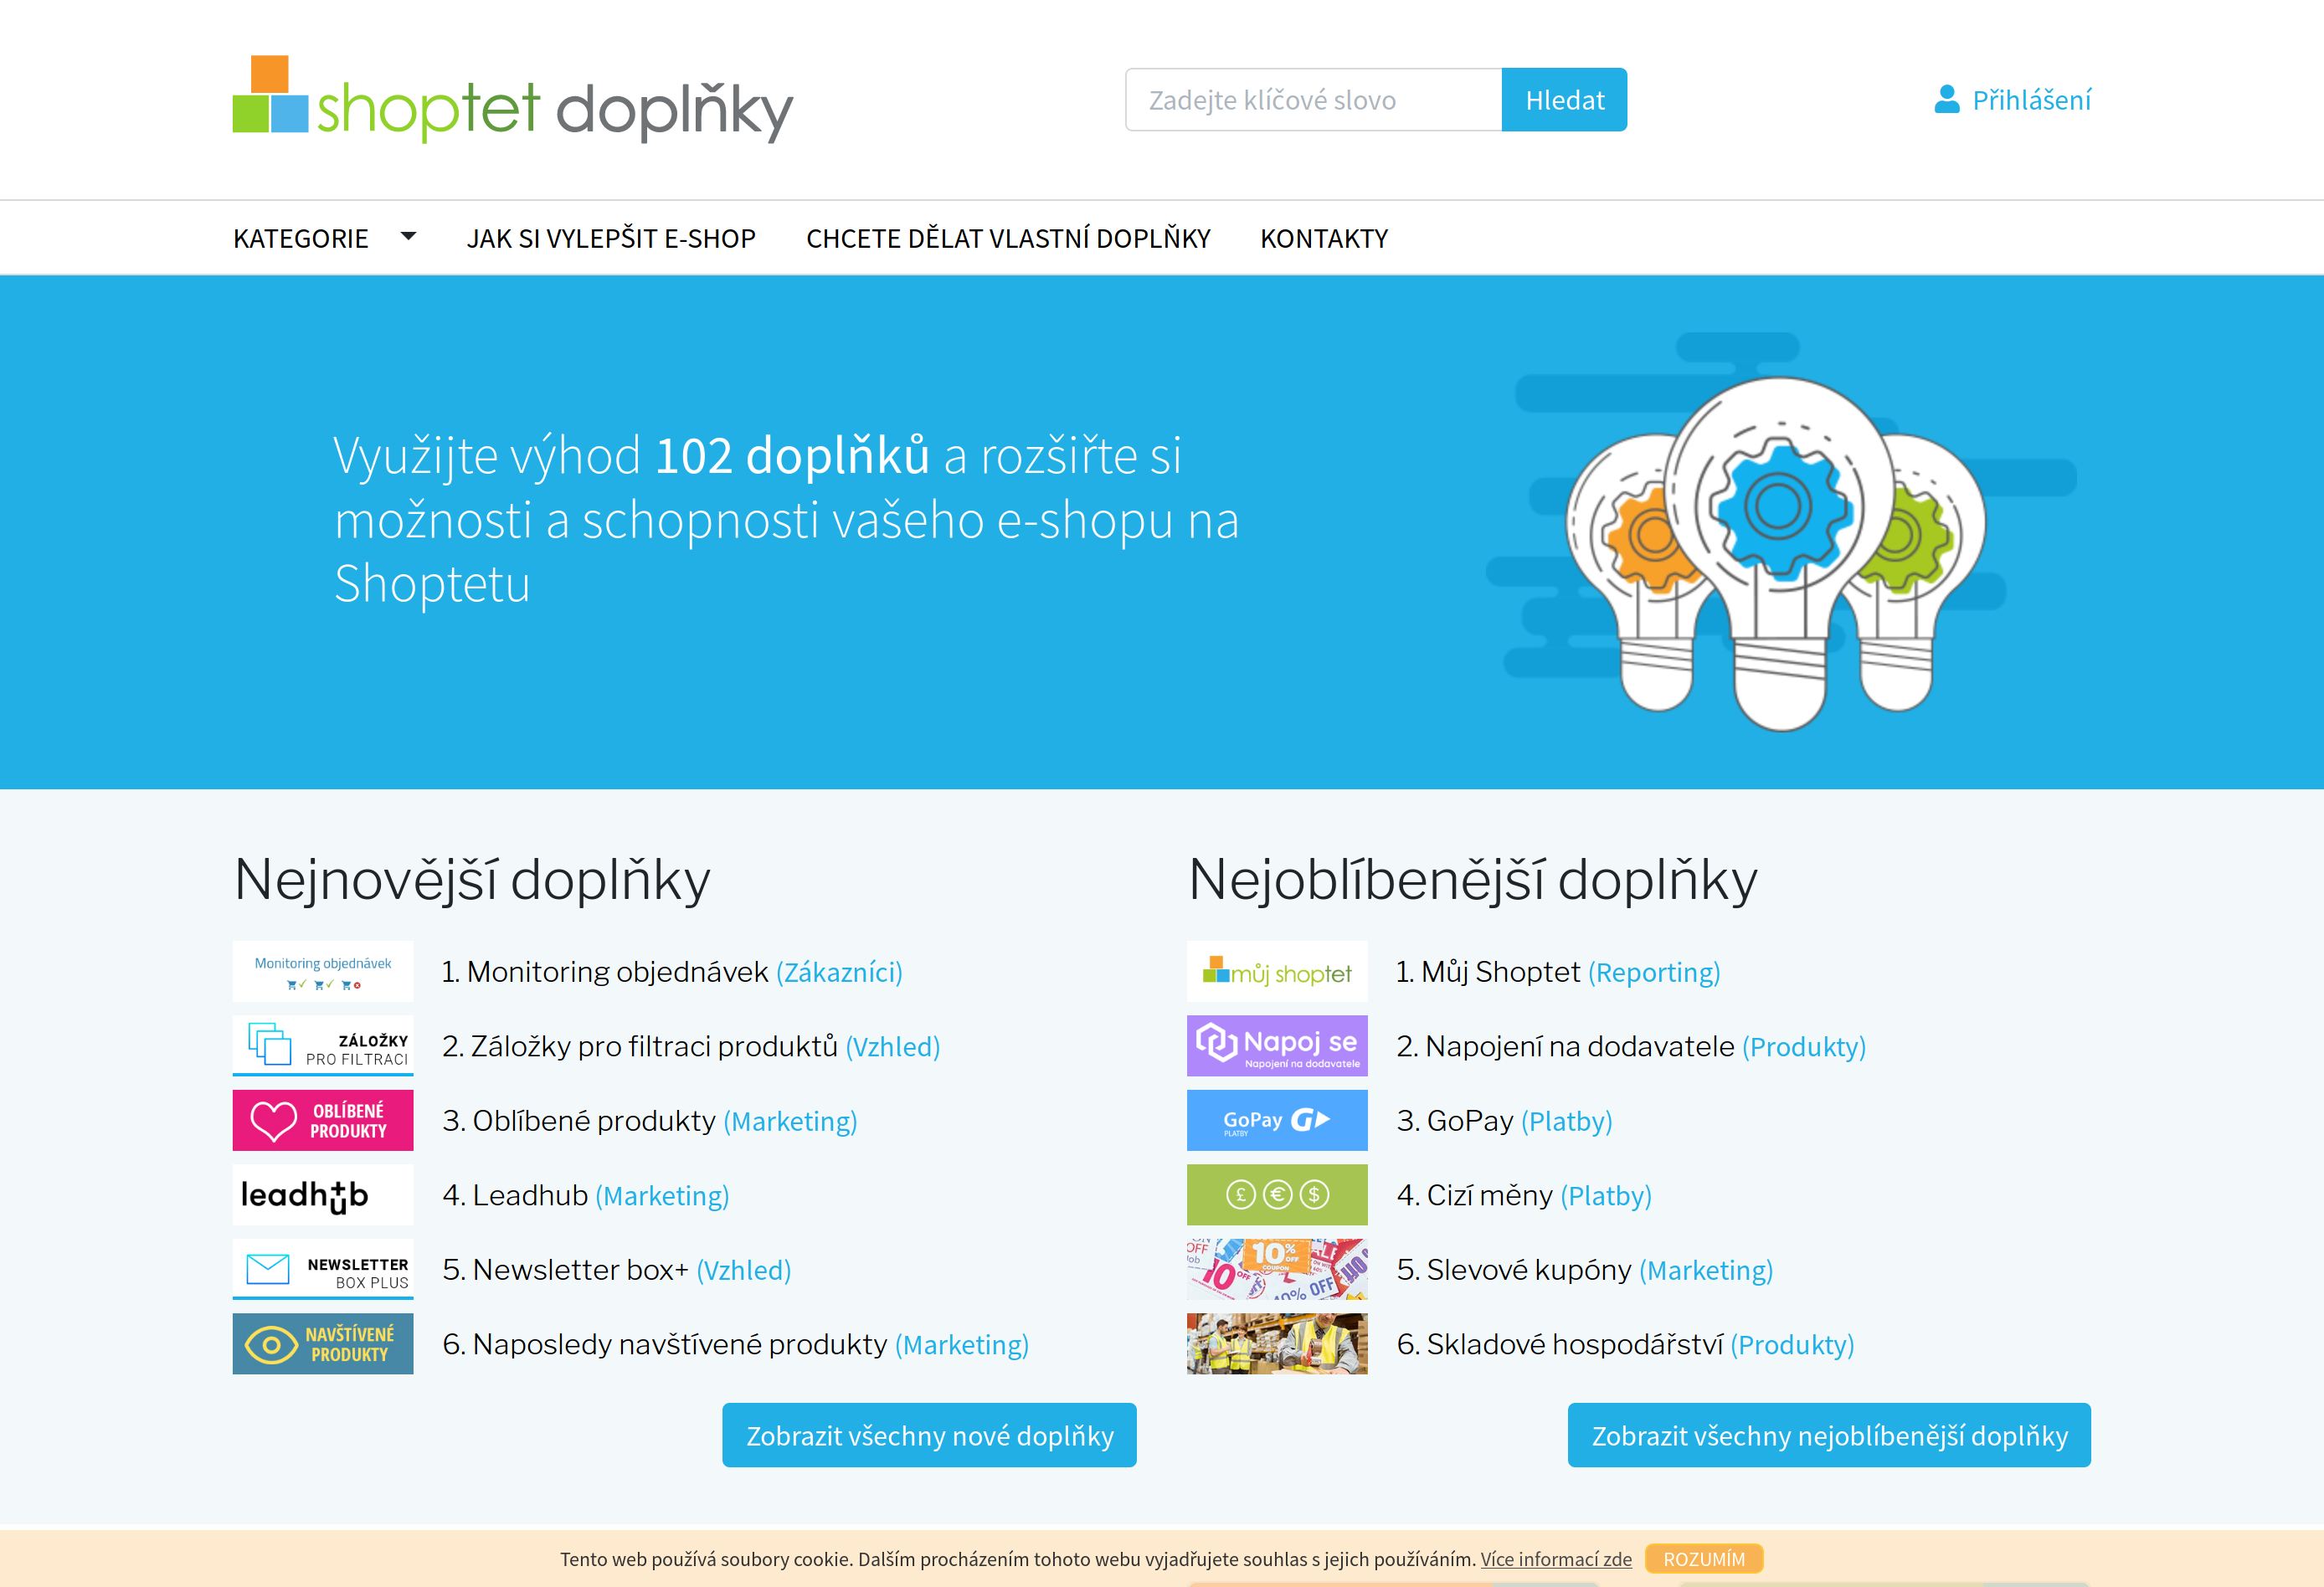 shoptet doplňky
Zadejte klíčové slovo
Hledat
Přihlášení
KATEGORIE
JAK SI VYLEPŠIT E-SHOP
CHCETE DĚLAT VLASTNÍ DOPLŇKY
KONTAKTY
Využijte výhod 102 doplňků a rozšiřte si
možnosti a schopnosti vašeho e-shopu na
Shoptetu
Nejnovější doplňky
Monitoring objednávek
1. Monitoring objednávek (Zákazníci)
ZÁLOŽKY
PRO FILTRACI
2. Záložky pro filtraci produktů (Vzhled)
OBLÍBENÉ
PRODUKTY
3. Oblíbené produkty (Marketing)
leadhub
4. Leadhub (Marketing)
NEWSLETTER
BOX PLUS
5. Newsletter box+ (Vzhled)
NAVŠTÍVENÉ
PRODUKTY
6. Naposledy navštívené produkty (Marketing)
Zobrazit všechny nové doplňky
Nejoblíbenější doplňky
můj shoptet
1. Můj Shoptet (Reporting)
Napoj se
Napojení na dodavatele
2. Napojení na dodavatele (Produkty)
GoPay
PLATBY
3. GoPay (Platby)
£ € $
4. Cizí měny (Platby)
OFF
10% OFF
COUPON
5. Slevové kupóny (Marketing)
6. Skladové hospodářství (Produkty)
Zobrazit všechny nejoblíbenější doplňky
Tento web používá soubory cookie. Dalším procházením tohoto webu vyjadřujete souhlas s jejich používáním. Více informací zde
ROZUMÍM